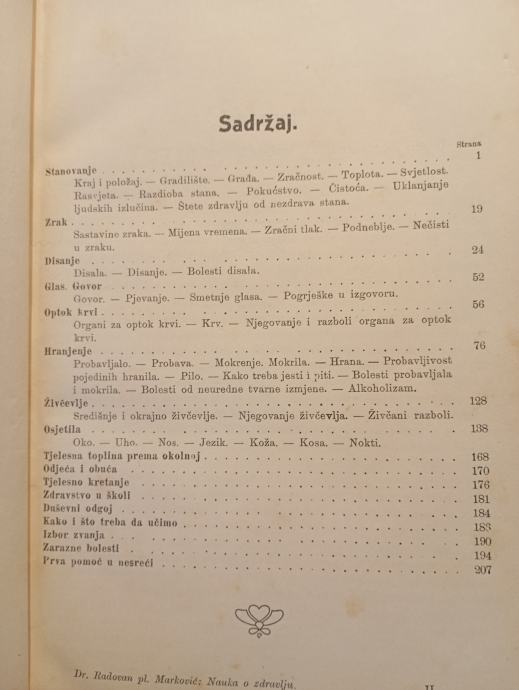 Sadržaj.
Strana
Stanovanje . . . . . . . . . . . . . . . . . . . . 1
Kraj i položaj. — Gradilište. — Građa. — Zračnost. — Toplota. — Svjetlost.
Rasvjeta. — Razdioba stana. — Pokućstvo. — Čistoća. — Uklanjanje
ljudskih izlučina. — Štete zdravlju od nezdrava stana.
Zrak . . . . . . . . . . . . . . . . . . . . 19
Sastavine zraka. — Mijena vremena. — Zračni tlak. — Podneblje. — Nečisti
u zraku.
Disanje . . . . . . . . . . . . . . . . . . . . 24
Disala. — Disanje. — Bolesti disala.
Glas. Govor . . . . . . . . . . . . . . . . . . . . 52
Govor. — Pjevanje. — Smetnje glasa. — Pogrješke u izgovoru.
Optok krvi . . . . . . . . . . . . . . . . . . . . 56
Organi za optok krvi. — Krv. — Njegovanje i razboli organa za optok
krvi.
Hranjenje . . . . . . . . . . . . . . . . . . . . 76
Probavljalo. — Probava. — Mokrenje. Mokrila. — Hrana. — Probavljivost
pojedinih hranila. — Pilo. — Kako treba jesti i piti. — Bolesti probavljala
i mokrila. — Bolesti od neuredne tvarne izmjene. — Alkoholizam.
Živčevlje . . . . . . . . . . . . . . . . . . . . 128
Središnje i okrajno živčevlje. — Njegovanje živčevlja. — Živčani razboli.
Osjetila . . . . . . . . . . . . . . . . . . . . 138
Oko. — Uho. — Nos. — Jezik. — Koža. — Kosa. — Nokti.
Tjelesna toplina prema okolnoj . . . . . . . . . . . . . . 168
Odjeća i obuća . . . . . . . . . . . . . . . . . . 170
Tjelesno kretanje . . . . . . . . . . . . . . . . . . 176
Zdravstvo u školi . . . . . . . . . . . . . . . . . . 181
Duševni odgoj . . . . . . . . . . . . . . . . . . 184
Kako i što treba da učimo . . . . . . . . . . . . . . . . 188
Izbor zvanja . . . . . . . . . . . . . . . . . . 190
Zarazne bolesti . . . . . . . . . . . . . . . . . . 194
Prva pomoć u nesreći . . . . . . . . . . . . . . . . . . 207
Dr. Radovan pl. Marković: Nauka o zdravlju. II